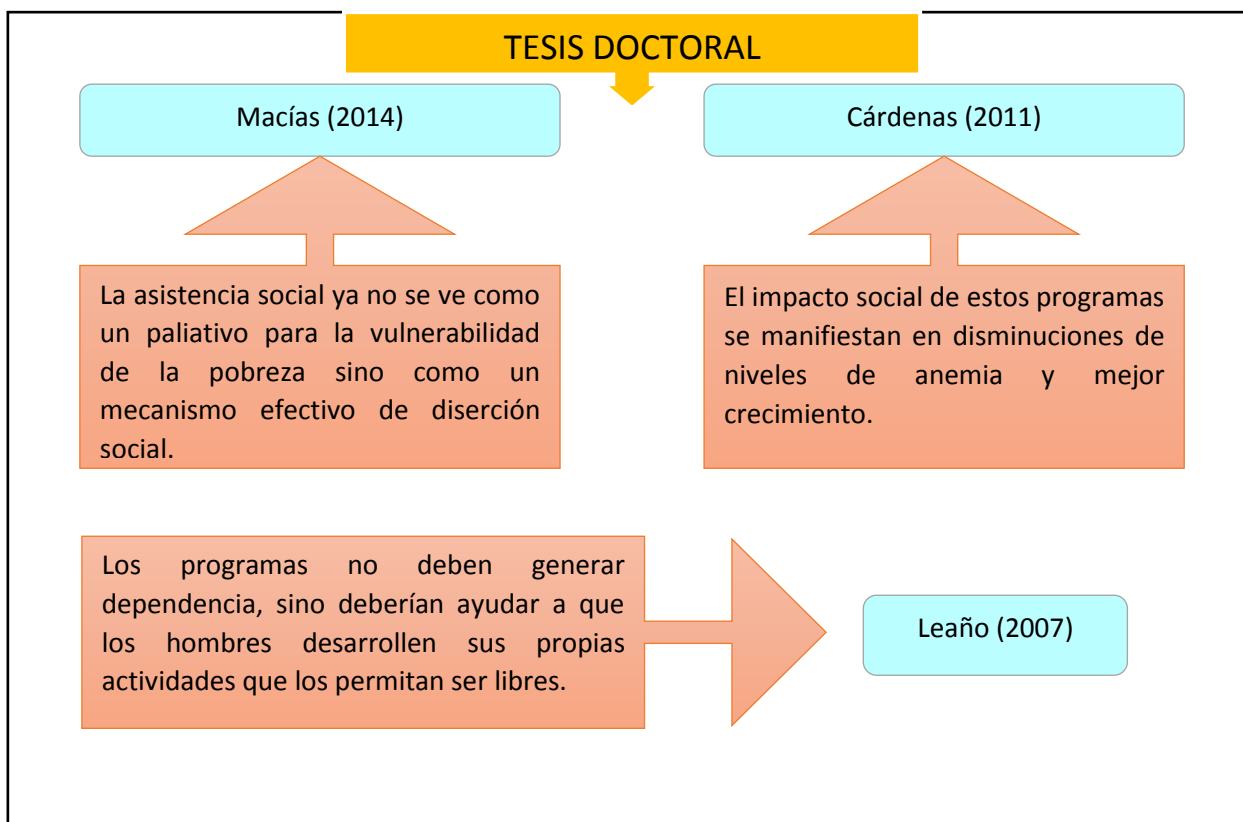 TESIS DOCTORAL
Macías (2014)
Cárdenas (2011)
La asistencia social ya no se ve como
un paliativo para la vulnerabilidad
de la pobreza sino como un
mecanismo efectivo de diserción
social.
El impacto social de estos programas
se manifiestan en disminuciones de
niveles de anemia y mejor
crecimiento.
Los programas no deben generar
dependencia, sino deberían ayudar a que
los hombres desarrollen sus propias
actividades que los permitan ser libres.
Leaño (2007)